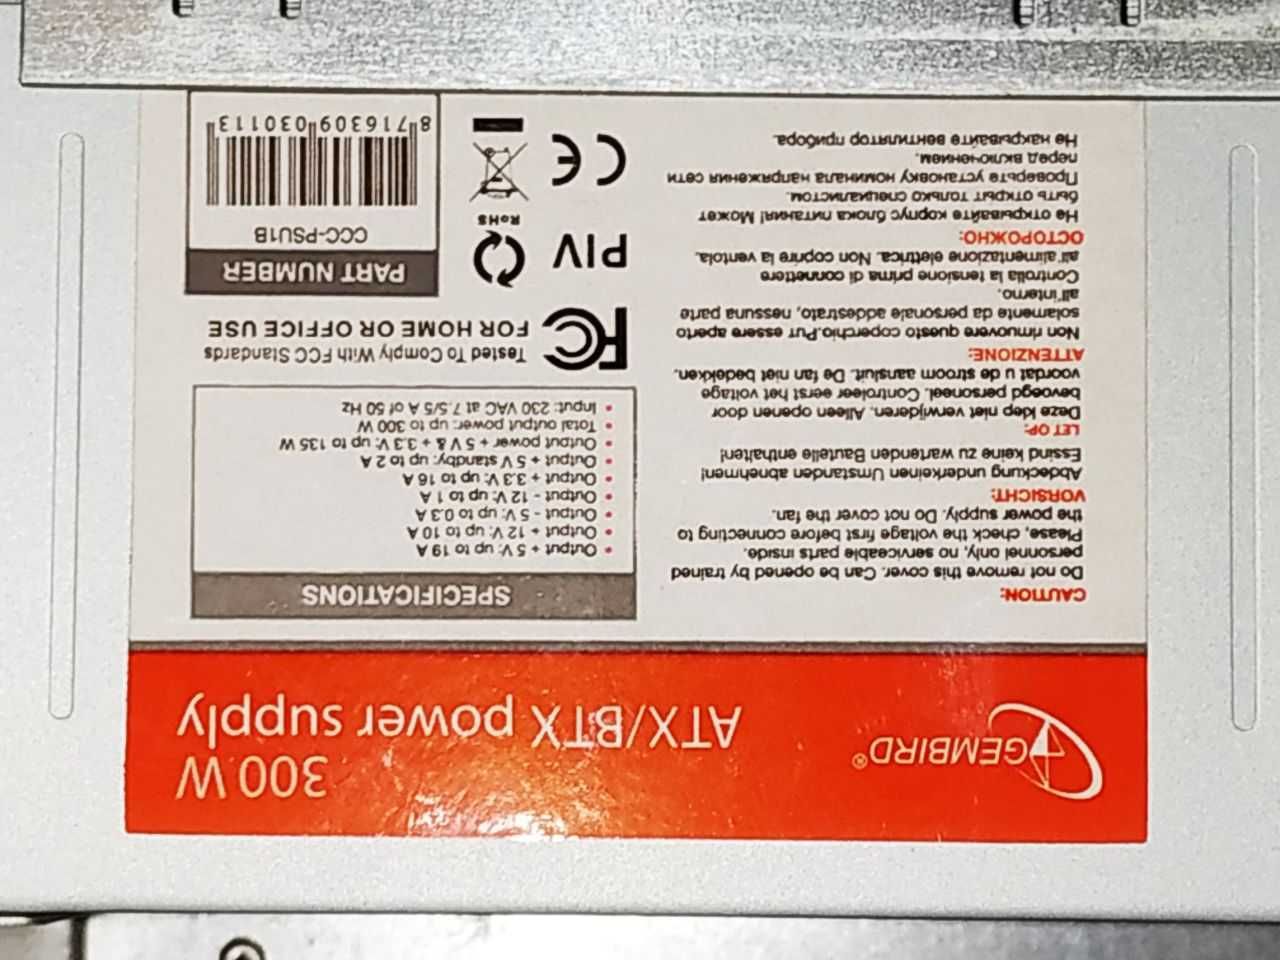 GEMBIRD®
300 W
ATX/BTX power supply
CAUTION:
Do not remove this cover. Can be opened by trained
personnel only, no serviceable parts inside.
Please, check the voltage first before connecting to
the power supply. Do not cover the fan.
VORSICHT:
Abdeckung underkeinen Umstanden abnehmen!
Essind keine zu wartenden Bauteile enthalten!
LET OP:
Deze klep niet verwijderen. Alleen openen door
bevoegd personeel. Controleer eerst het voltage
voordat u de stroom aansluit. De fan niet bedekken.
ATTENZIONE:
Non rimuovere questo coperchio.Pur essere aperto
solamente da personale addestrato, nessuna parte
all'interno.
Controlla la tensione prima di connettere
all'alimentazione elettrica. Non coprire la ventola.
ОСТОРОЖНО:
Не открывайте корпус блока питания! Может
быть открыт только специалистом.
Проверьте установку номинала напряжения сети
перед включением.
Не накрывайте вентилятор прибора.
SPECIFICATIONS
• Output + 5V: up to 19 A
• Output + 12 V: up to 10 A
• Output - 5V: up to 0.3 A
• Output - 12 V: up to 1 A
• Output + 3.3 V: up to 16 A
• Output + 5 V standby: up to 2 A
• Output power + 5 V & + 3.3 V: up to 135 W
• Total output power: up to 300 W
• Input: 230 VAC at 7.5/5 A of 50 Hz
FC
Tested To Comply With FCC Standards
FOR HOME OR OFFICE USE
PIV
RoHS
CE
PART NUMBER
CCC-PSU1B
8 716309 030113